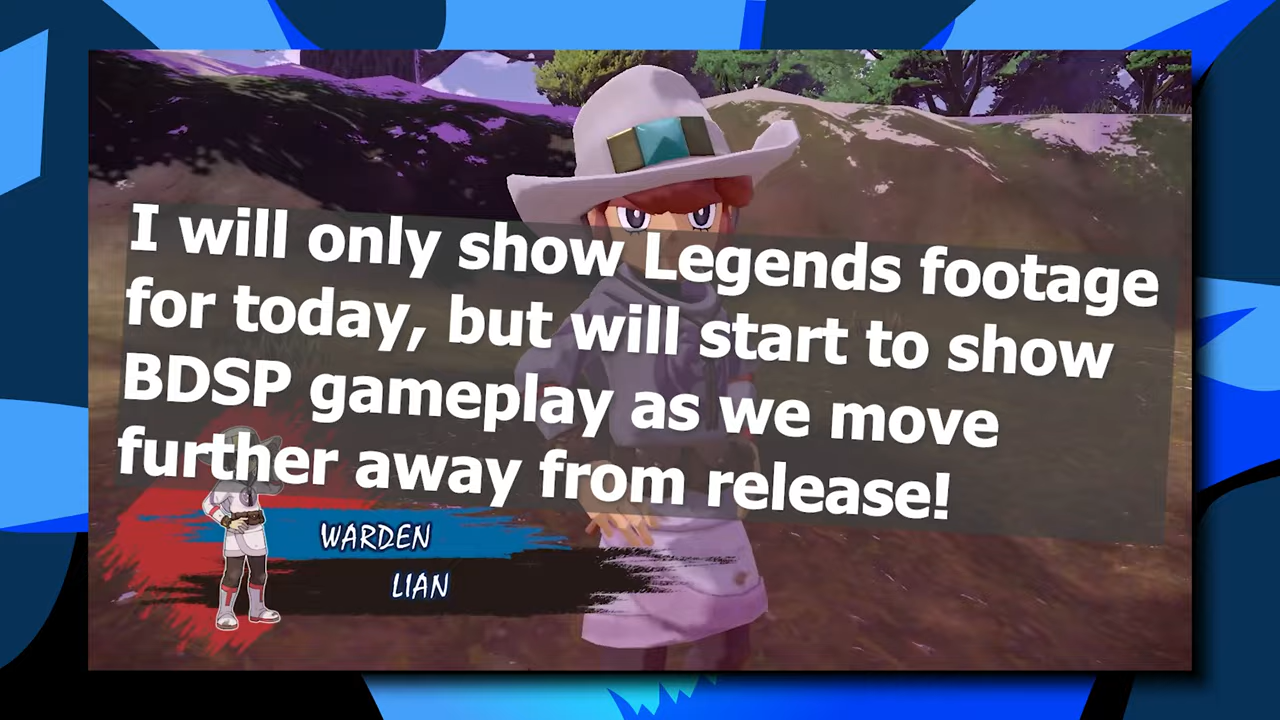 I will only show Legends footage
for today, but will start to show
BDSP gameplay as we move
further away from release!
WARDEN
LIAN